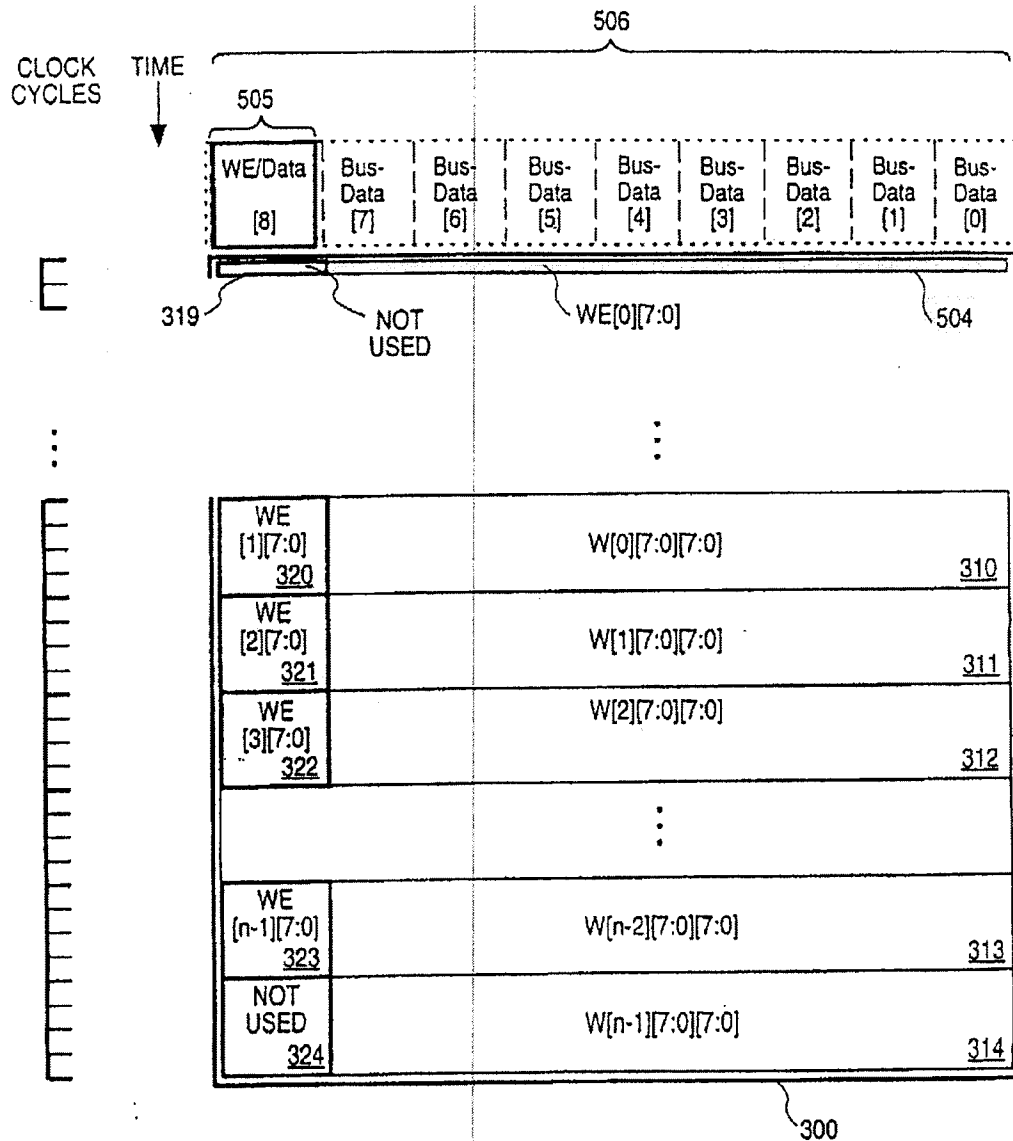 506
CLOCK
CYCLES
TIME
505
WE/Data
[8]
Bus-
Data
[7]
Bus-
Data
[6]
Bus-
Data
[5]
Bus-
Data
[4]
Bus-
Data
[3]
Bus-
Data
[2]
Bus-
Data
[1]
Bus-
Data
[0]
319
NOT
USED
WE[0][7:0]
504
WE
[1][7:0]
320
W[0][7:0][7:0]
310
WE
[2][7:0]
321
W[1][7:0][7:0]
311
WE
[3][7:0]
322
W[2][7:0][7:0]
312
WE
[n-1][7:0]
323
W[n-2][7:0][7:0]
313
NOT
USED
324
W[n-1][7:0][7:0]
314
300